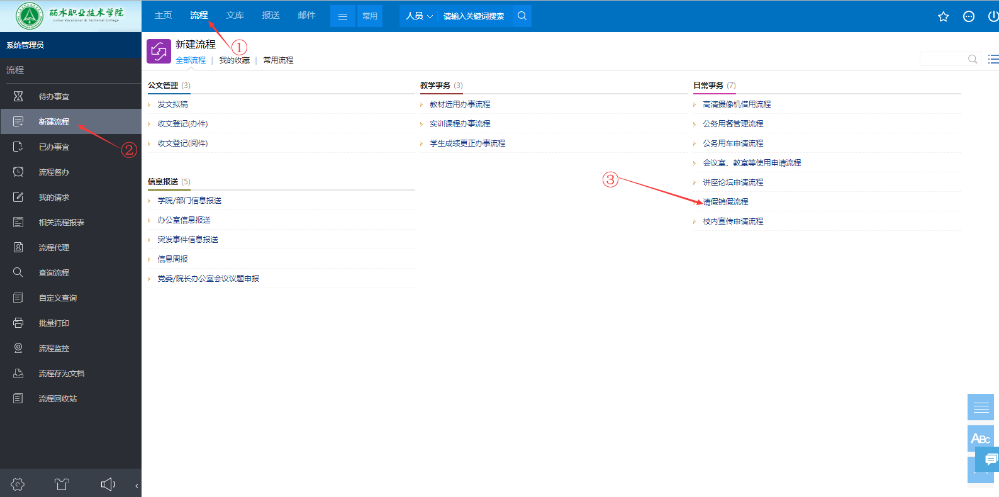 丽水职业技术学院
Lishui Vocational & Technical College
主页 流程 文库 报送 邮件 常用 人员 请输入关键词搜索
系统管理员
流程
待办事宜
新建流程
已办事宜
流程督办
我的请求
相关流程报表
流程代理
查询流程
自定义查询
批量打印
流程监控
流程存为文档
流程回收站
新建流程
全部流程 | 我的收藏 | 常用流程
①
②
③
公文管理 (3)
发文拟稿
收文登记(办件)
收文登记(阅件)
信息报送 (5)
学院/部门信息报送
办公室信息报送
突发事件信息报送
信息周报
党委/院长办公室会议议题申报
教学事务 (3)
教材选用办事流程
实训课程办事流程
学生成绩更正办事流程
日常事务 (7)
高清摄像机借用流程
公务用餐管理流程
公务用车申请流程
会议室、教室等使用申请流程
讲座论坛申请流程
请假销假流程
校内宣传申请流程
ABC